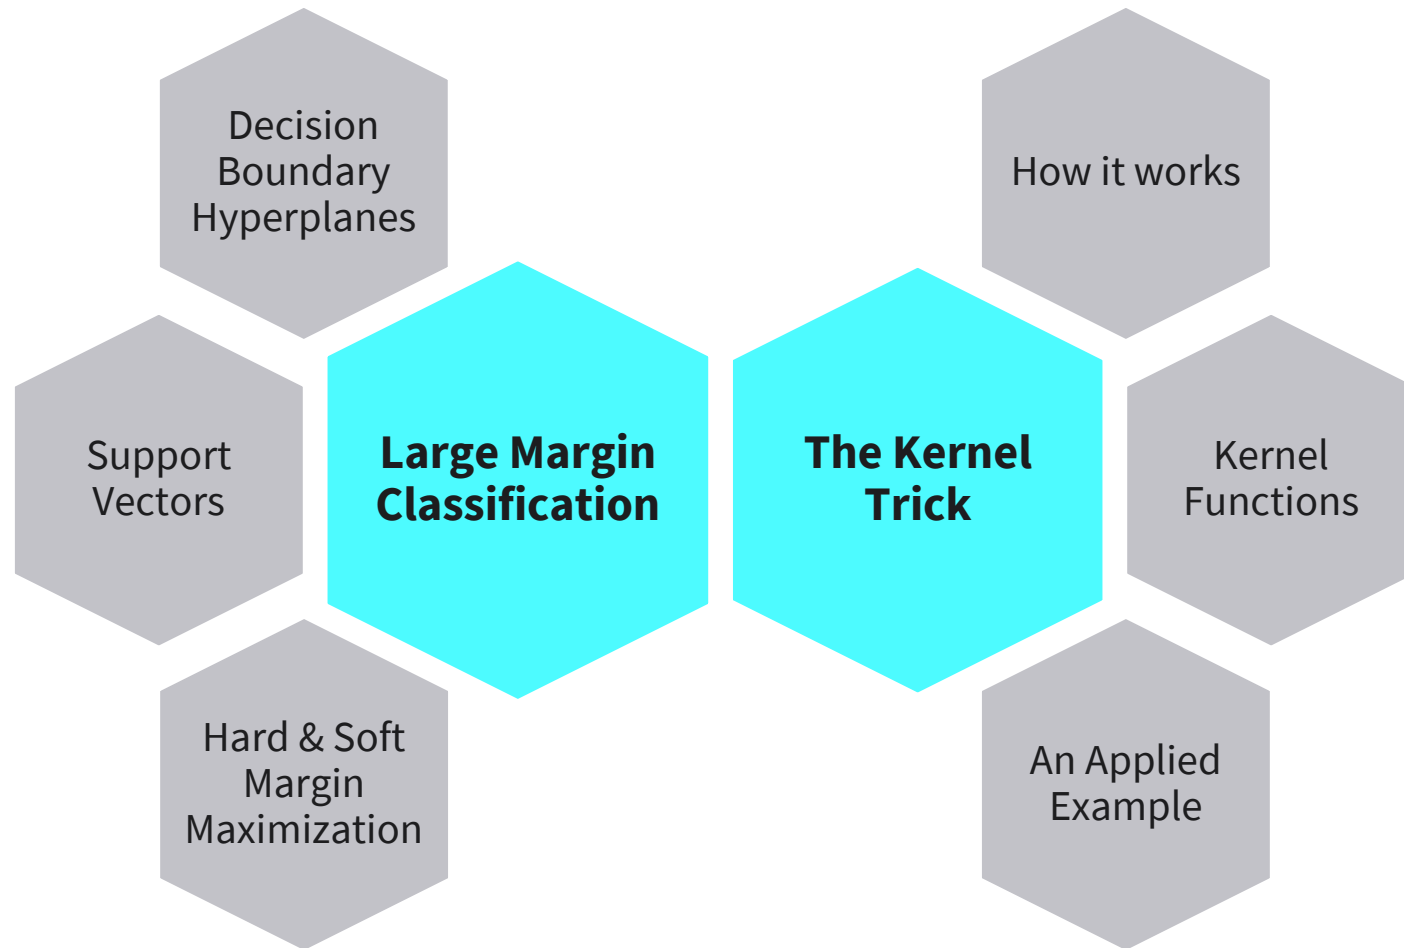 Decision
Boundary
Hyperplanes
Support
Vectors
Hard & Soft
Margin
Maximization
Large Margin
Classification
The Kernel
Trick
How it works
Kernel
Functions
An Applied
Example